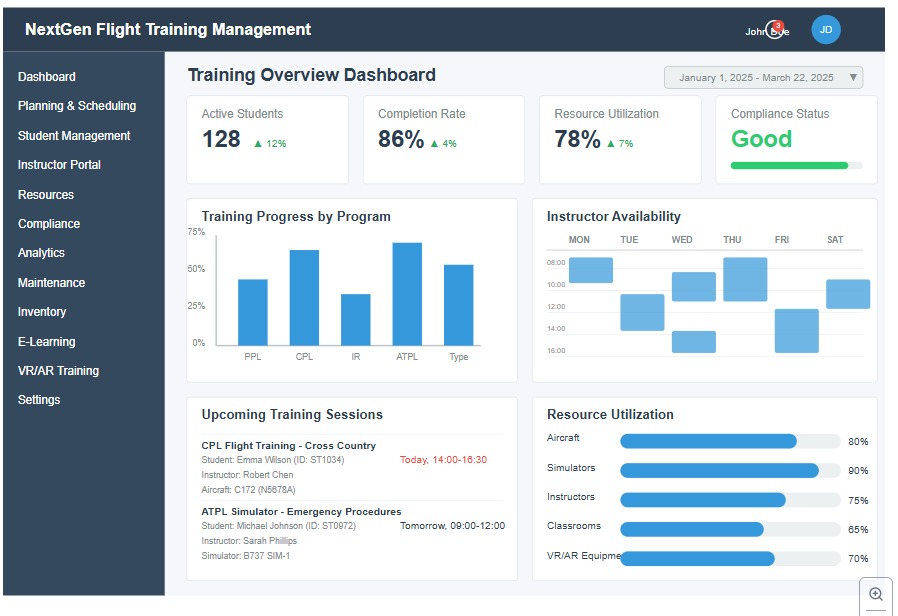 NextGen Flight Training Management
3
JD
Dashboard
Planning & Scheduling
Student Management
Instructor Portal
Resources
Compliance
Analytics
Maintenance
Inventory
E-Learning
VR/AR Training
Settings
Training Overview Dashboard
January 1, 2025 - March 22, 2025 ▼
Active Students
128 ▲ 12%
Completion Rate
86% ▲ 4%
Resource Utilization
78% ▲ 7%
Compliance Status
Good
Training Progress by Program
75%
50%
25%
0%
PPL CPL IR ATPL Type
Instructor Availability
MON TUE WED THU FRI SAT
08:00
10:00
12:00
14:00
16:00
Upcoming Training Sessions
CPL Flight Training - Cross Country
Student: Emma Wilson (ID: ST1034) Today, 14:00-16:30
Instructor: Robert Chen
Aircraft: C172 (N5678A)
ATPL Simulator - Emergency Procedures
Student: Michael Johnson (ID: ST0972) Tomorrow, 09:00-12:00
Instructor: Sarah Phillips
Simulator: B737 SIM-1
Resource Utilization
Aircraft 80%
Simulators 90%
Instructors 75%
Classrooms 65%
VR/AR Equipme 70%